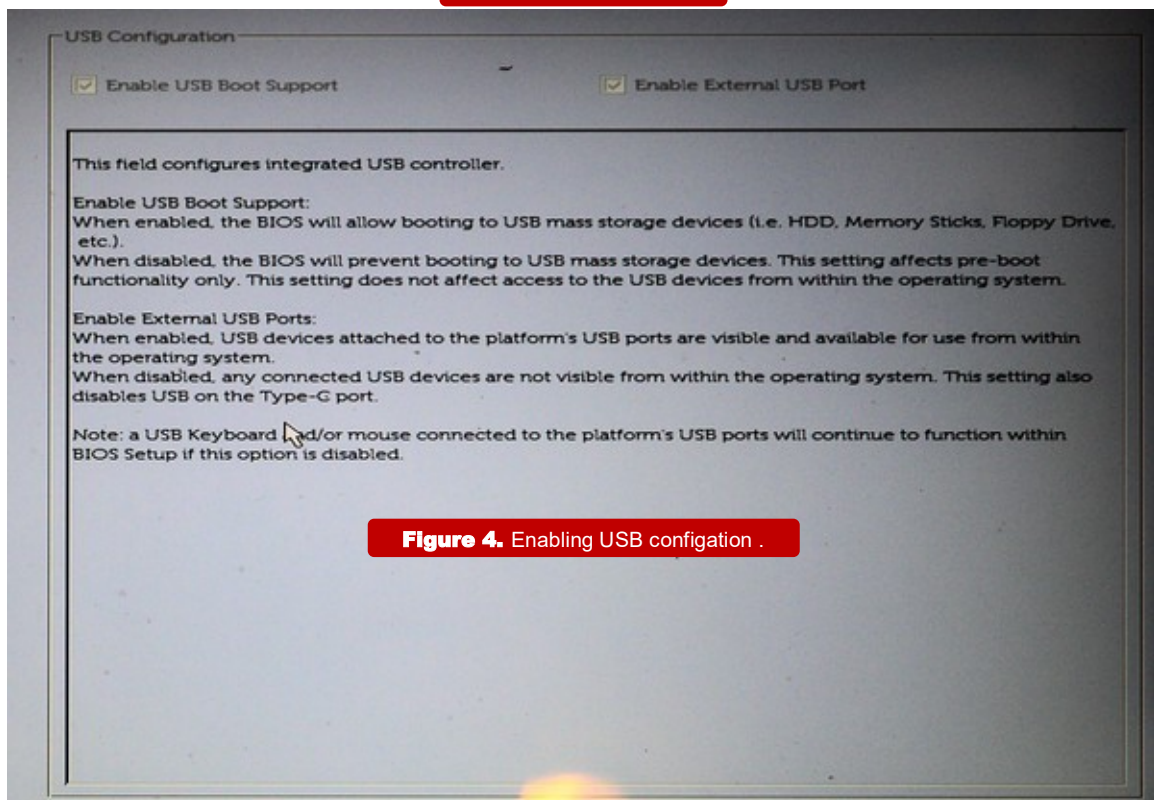 USB Configuration
Enable USB Boot Support
Enable External USB Port
This field configures integrated USB controller.
Enable USB Boot Support:
When enabled, the BIOS will allow booting to USB mass storage devices (i.e. HDD, Memory Sticks, Floppy Drive,
etc.).
When disabled, the BIOS will prevent booting to USB mass storage devices. This setting affects pre-boot
functionality only. This setting does not affect access to the USB devices from within the operating system.
Enable External USB Ports:
When enabled, USB devices attached to the platform's USB ports are visible and available for use from within
the operating system.
When disabled, any connected USB devices are not visible from within the operating system. This setting also
disables USB on the Type-C port.
Note: a USB Keyboard nd/or mouse connected to the platform's USB ports will continue to function within
BIOS Setup if this option is disabled.
Figure 4. Enabling USB configation .